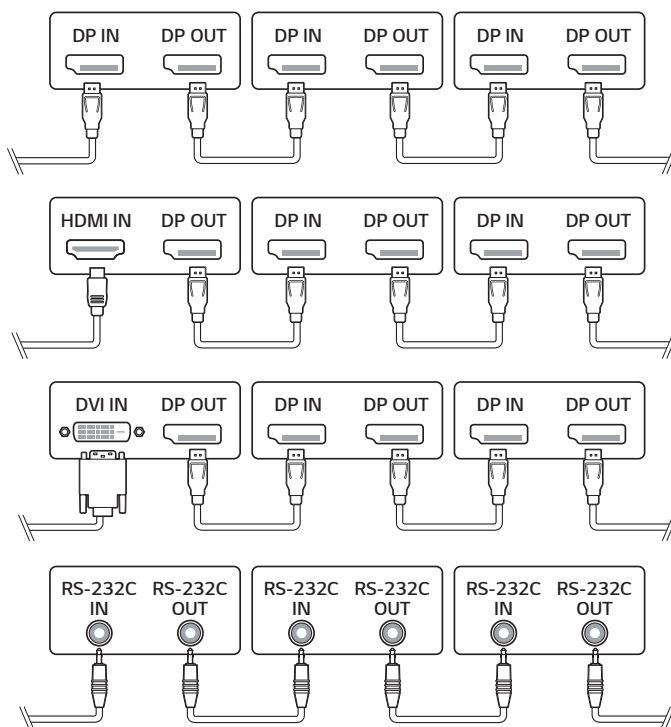 DP IN DP OUT DP IN DP OUT DP IN DP OUT
HDMI IN DP OUT DP IN DP OUT DP IN DP OUT
DVI IN DP OUT DP IN DP OUT DP IN DP OUT
RS-232C RS-232C RS-232C RS-232C RS-232C RS-232C
IN OUT IN OUT IN OUT